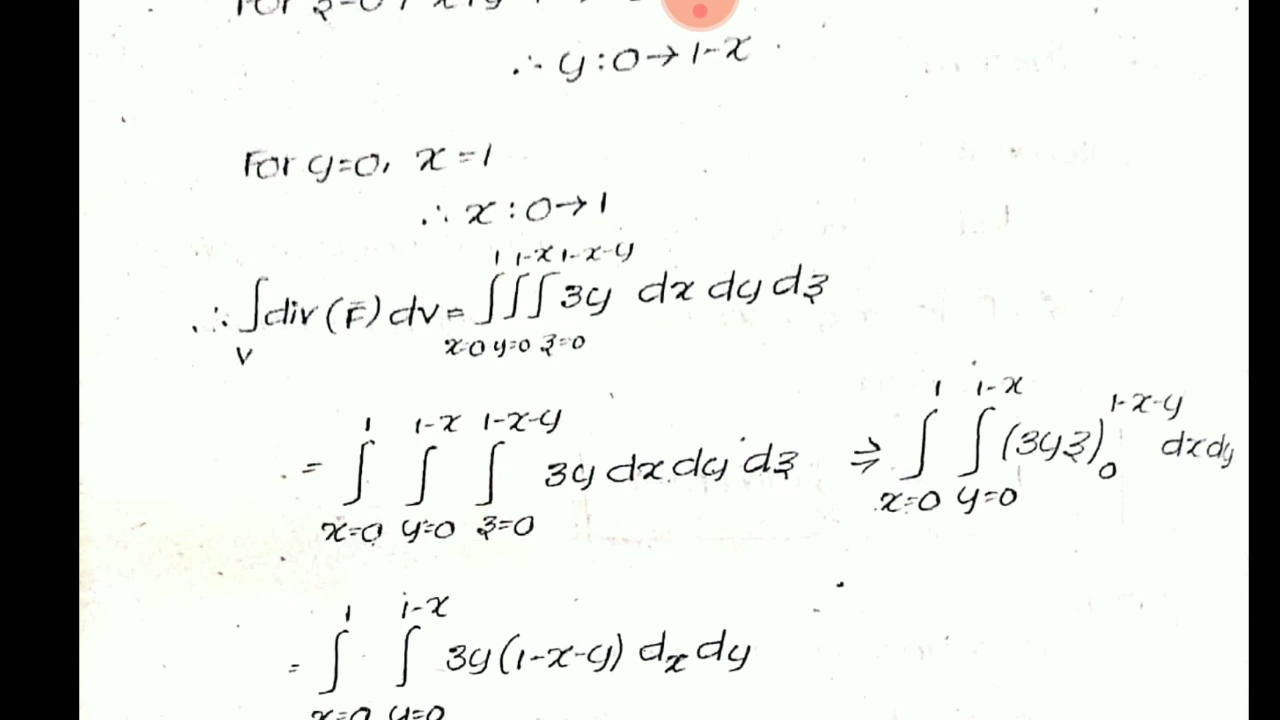 ∴ y : 0 → 1-x
For y=0, x=1
∴ x : 0 → 1
∴ ∫_V div (F̄) dv = ∫_{x=0}^{1} ∫_{y=0}^{1-x} ∫_{z=0}^{1-x-y} 3y dx dy dz
= ∫_{x=0}^{1} ∫_{y=0}^{1-x} ∫_{z=0}^{1-x-y} 3y dx dy dz ⇒ ∫_{x=0}^{1} ∫_{y=0}^{1-x} (3yz)_0^{1-x-y} dx dy
= ∫_{x=0}^{1} ∫_{y=0}^{1-x} 3y(1-x-y) dx dy